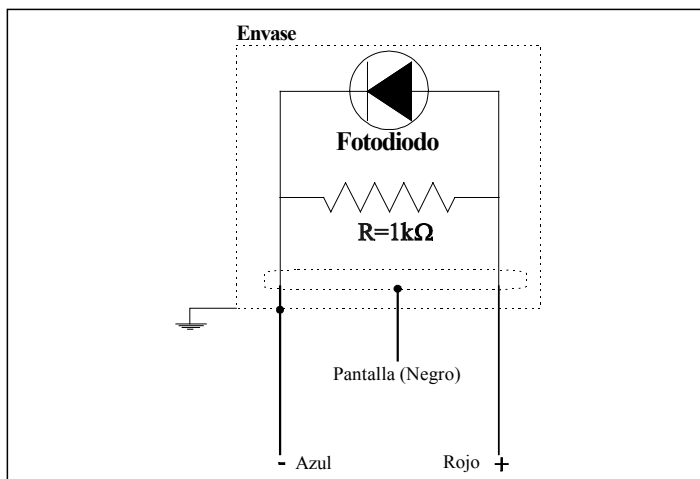 Envase
Fotodiodo
R=1kΩ
Pantalla (Negro)
- Azul
Rojo +